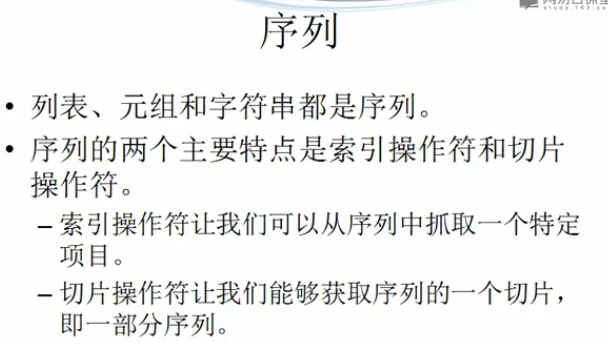 序列
• 列表、元组和字符串都是序列。
• 序列的两个主要特点是索引操作符和切片
操作符。
– 索引操作符让我们可以从序列中抓取一个特定
项目。
– 切片操作符让我们能够获取序列的一个切片，
即一部分序列。